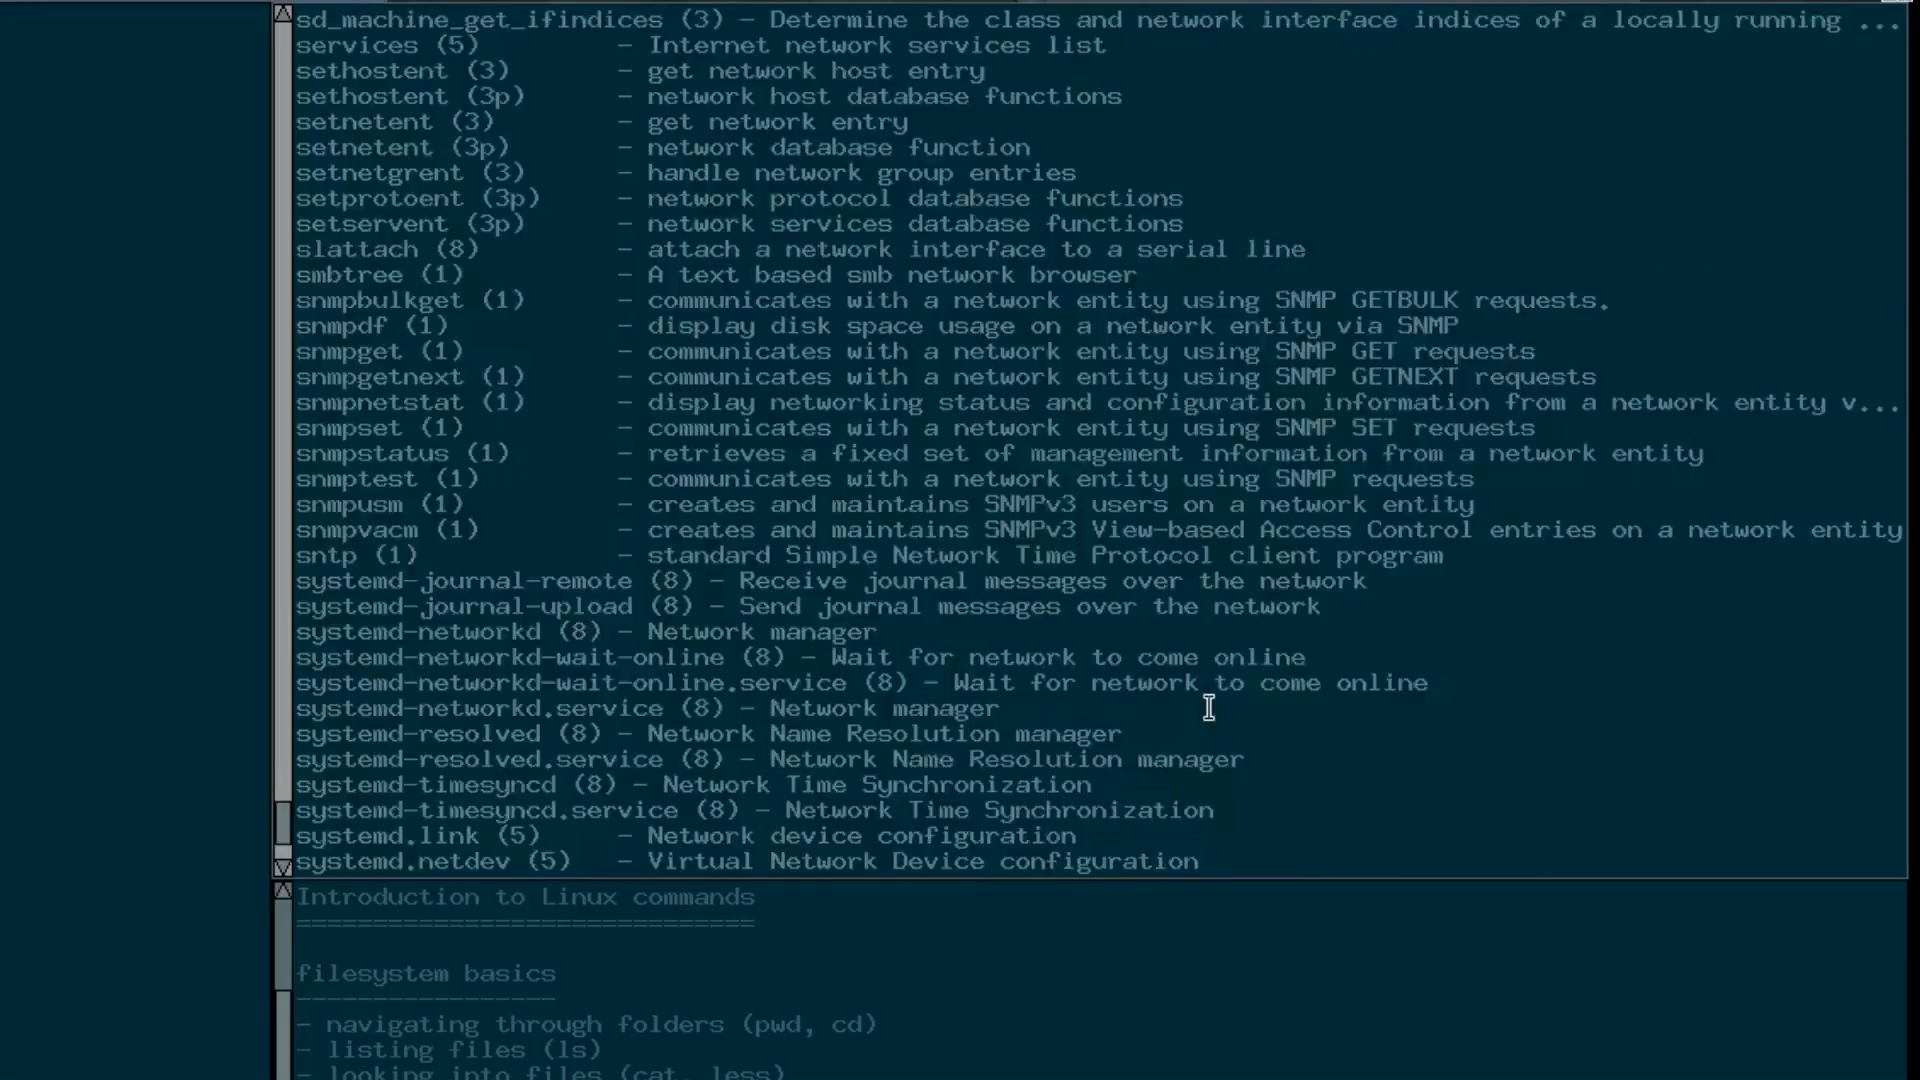 sd_machine_get_ifindices (3) - Determine the class and network interface indices of a locally running ...
services (5)         - Internet network services list
sethostent (3)       - get network host entry
sethostent (3p)      - network host database functions
setnetent (3)        - get network entry
setnetent (3p)       - network database function
setnetgrent (3)      - handle network group entries
setprotoent (3p)     - network protocol database functions
setservent (3p)      - network services database functions
slattach (8)         - attach a network interface to a serial line
smbtree (1)          - A text based smb network browser
snmpbulkget (1)      - communicates with a network entity using SNMP GETBULK requests.
snmpdf (1)           - display disk space usage on a network entity via SNMP
snmpget (1)          - communicates with a network entity using SNMP GET requests
snmpgetnext (1)      - communicates with a network entity using SNMP GETNEXT requests
snmpnetstat (1)      - display networking status and configuration information from a network entity v...
snmpset (1)          - communicates with a network entity using SNMP SET requests
snmpstatus (1)       - retrieves a fixed set of management information from a network entity
snmptest (1)         - communicates with a network entity using SNMP requests
snmpusm (1)          - creates and maintains SNMPv3 users on a network entity
snmpvacm (1)         - creates and maintains SNMPv3 View-based Access Control entries on a network entity
sntp (1)             - standard Simple Network Time Protocol client program
systemd-journal-remote (8) - Receive journal messages over the network
systemd-journal-upload (8) - Send journal messages over the network
systemd-networkd (8) - Network manager
systemd-networkd-wait-online (8) - Wait for network to come online
systemd-networkd-wait-online.service (8) - Wait for network to come online
systemd-networkd.service (8) - Network manager
systemd-resolved (8) - Network Name Resolution manager
systemd-resolved.service (8) - Network Name Resolution manager
systemd-timesyncd (8) - Network Time Synchronization
systemd-timesyncd.service (8) - Network Time Synchronization
systemd.link (5)     - Network device configuration
systemd.netdev (5)   - Virtual Network Device configuration
Introduction to Linux commands
==============================
filesystem basics
-----------------
- navigating through folders (pwd, cd)
- listing files (ls)
- looking into files (cat, less)